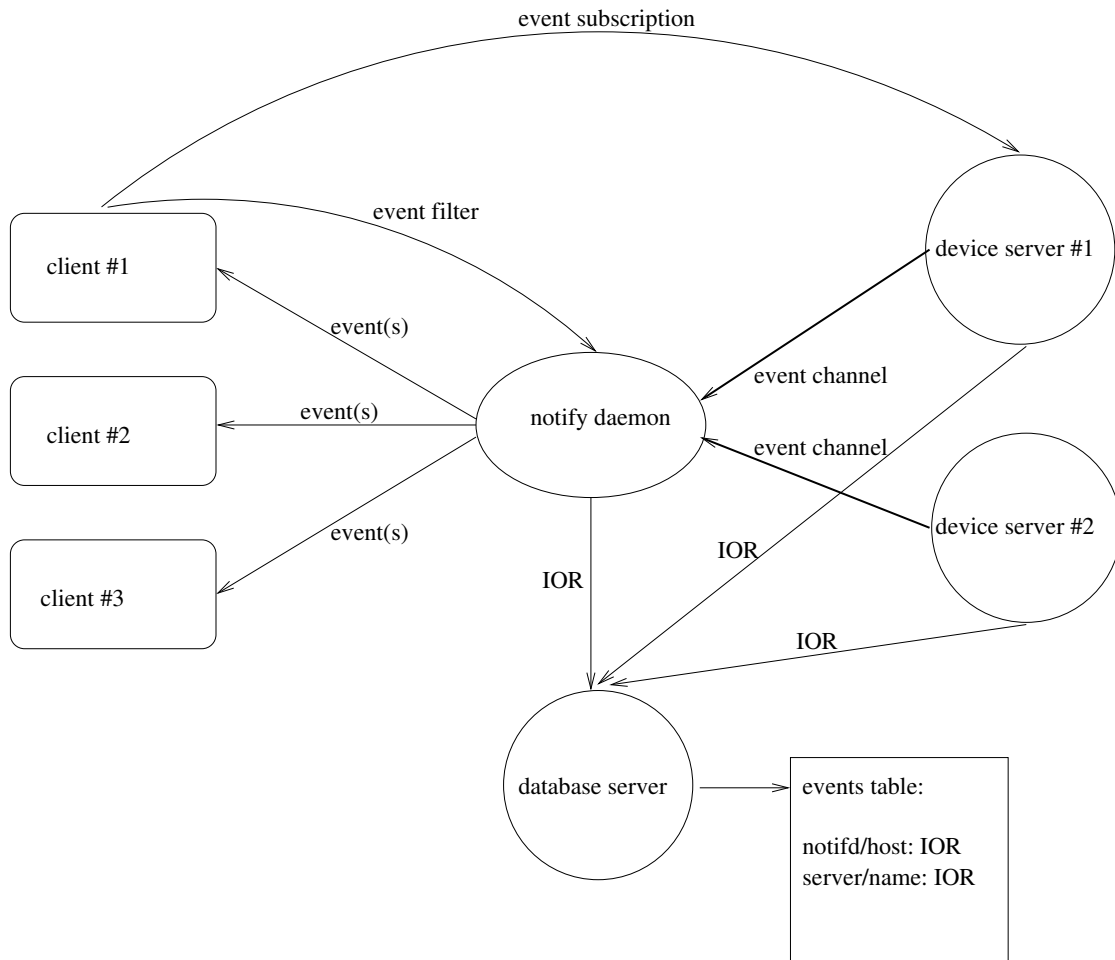 event subscription
event filter
client #1
device server #1
event(s)
event channel
client #2
event(s)
notify daemon
event channel
device server #2
event(s)
IOR
IOR
client #3
IOR
database server
events table:
notifd/host: IOR
server/name: IOR